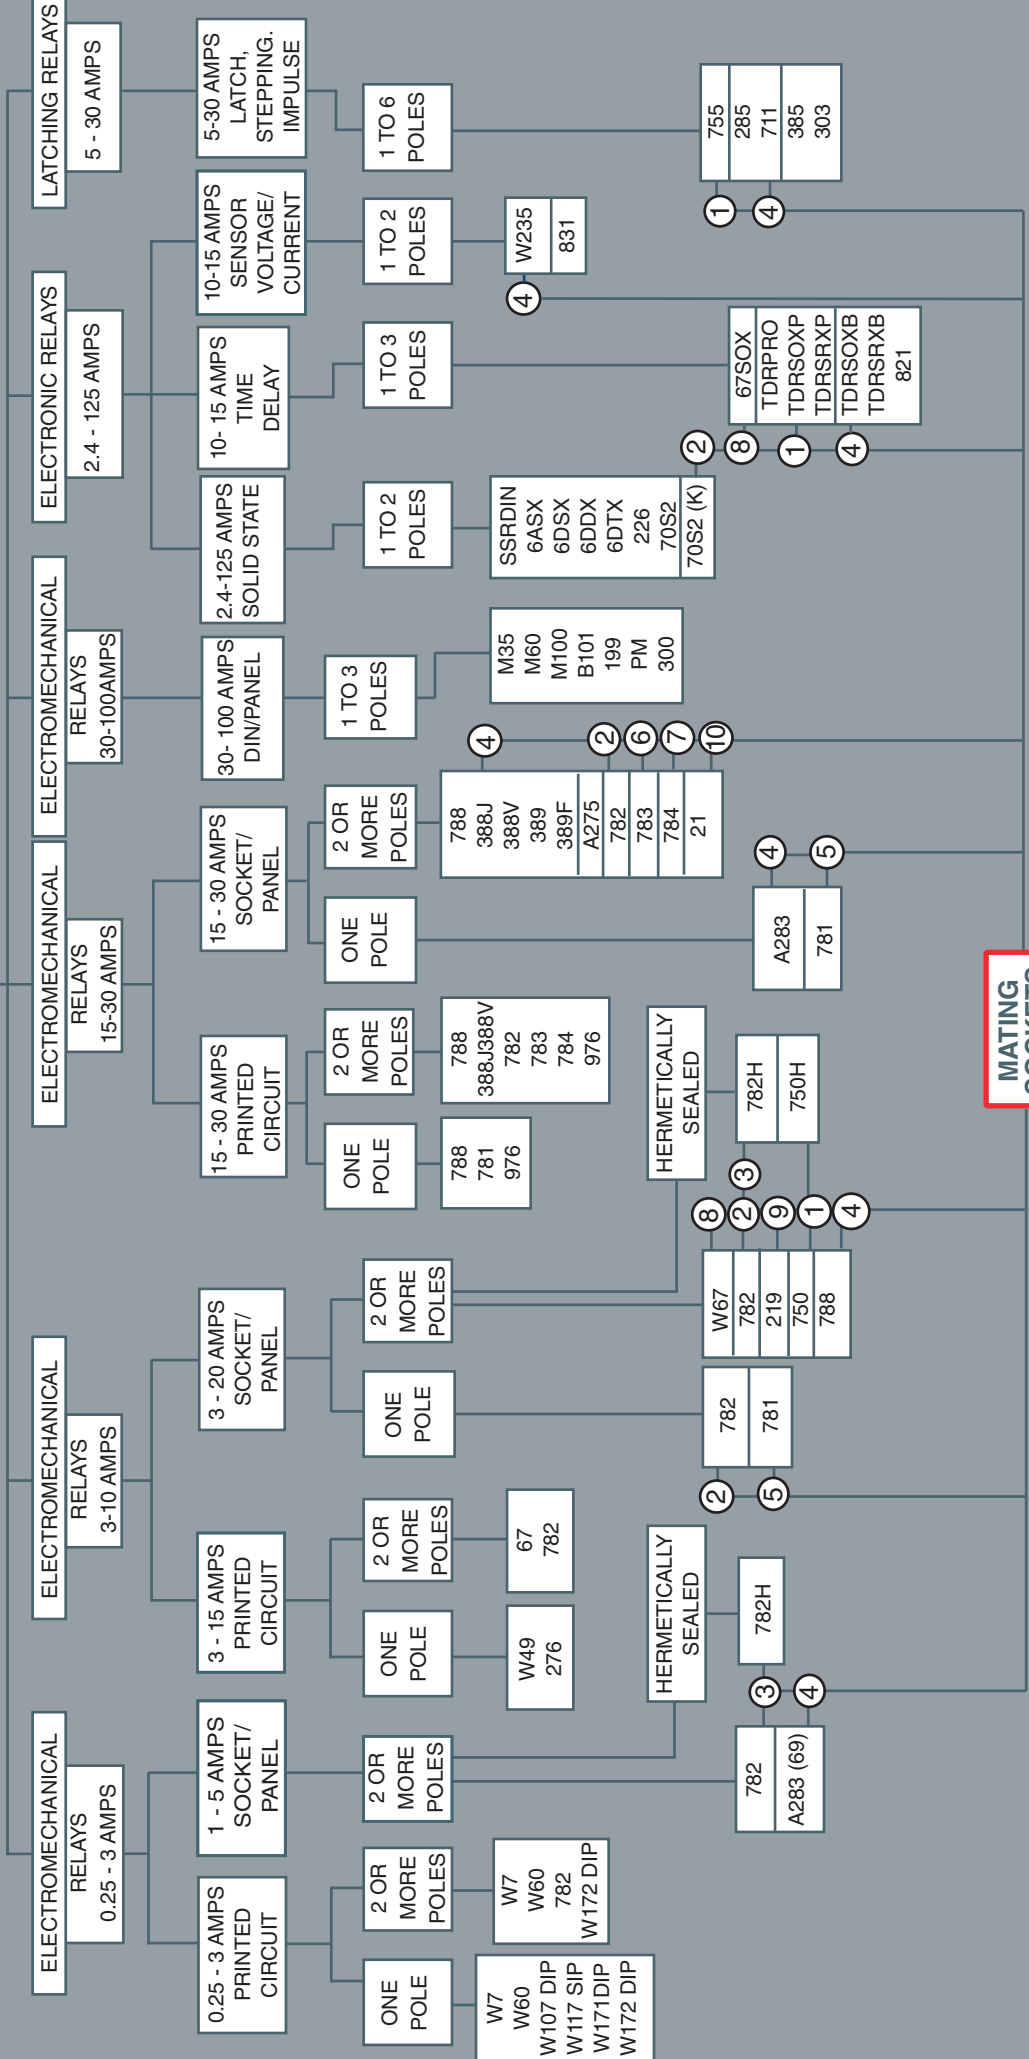 ELECTROMECHANICAL
RELAYS
0.25 - 3 AMPS
0.25 - 3 AMPS
PRINTED
CIRCUIT
ONE
POLE
W7
W60
W107 DIP
W117 SIP
W171DIP
W172 DIP
2 OR
MORE
POLES
W7
W60
782
W172 DIP
1 - 5 AMPS
SOCKET/
PANEL
2 OR
MORE
POLES
782
A283 (69)
3
4
HERMETICALLY
SEALED
782H
ELECTROMECHANICAL
RELAYS
3-10 AMPS
3 - 15 AMPS
PRINTED
CIRCUIT
ONE
POLE
W49
276
2 OR
MORE
POLES
67
782
3 - 20 AMPS
SOCKET/
PANEL
ONE
POLE
782
781
2
5
2 OR
MORE
POLES
W67
782
219
750
788
8
2
9
1
4
3
HERMETICALLY
SEALED
782H
750H
ELECTROMECHANICAL
RELAYS
15-30 AMPS
15 - 30 AMPS
PRINTED
CIRCUIT
ONE
POLE
788
781
976
2 OR
MORE
POLES
788
388J388V
782
783
784
976
15 - 30 AMPS
SOCKET/
PANEL
ONE
POLE
A283
781
4
5
2 OR
MORE
POLES
788
388J
388V
389
389F
A275
782
783
784
21
4
2
6
7
10
ELECTROMECHANICAL
RELAYS
30-100AMPS
30- 100 AMPS
DIN/PANEL
1 TO 3
POLES
M35
M60
M100
B101
199
PM
300
ELECTRONIC RELAYS
2.4 - 125 AMPS
2.4-125 AMPS
SOLID STATE
1 TO 2
POLES
SSRDIN
6ASX
6DSX
6DDX
6DTX
226
70S2
70S2 (K)
2
10- 15 AMPS
TIME
DELAY
1 TO 3
POLES
67SOX
TDRPRO
TDRSOXP
TDRSRXP
TDRSOXB
TDRSRXB
821
8
1
4
10-15 AMPS
SENSOR
VOLTAGE/
CURRENT
1 TO 2
POLES
W235
831
4
LATCHING RELAYS
5 - 30 AMPS
5-30 AMPS
LATCH,
STEPPING.
IMPULSE
1 TO 6
POLES
755
285
711
385
303
1
4
MATING
SOCKETS